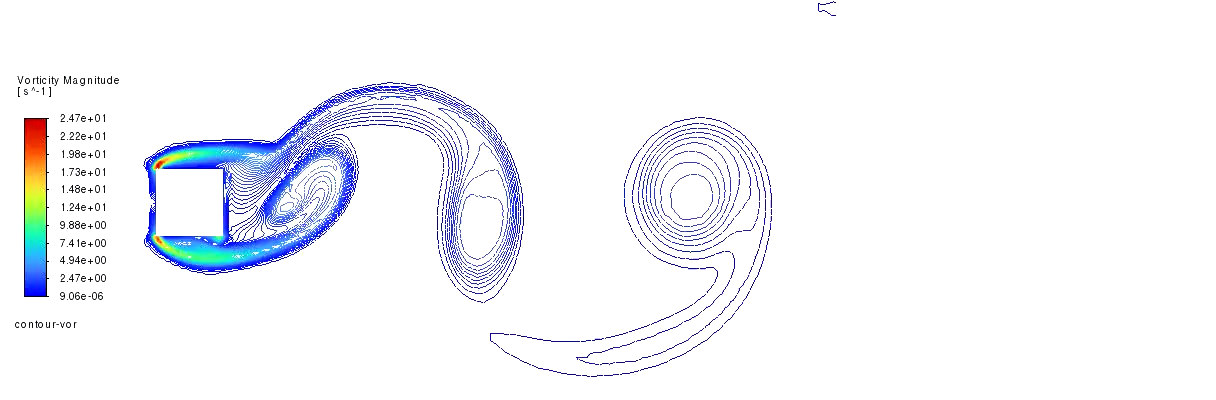 Vorticity Magnitude
[ s^-1 ]
2.47e+01
2.22e+01
1.98e+01
1.73e+01
1.48e+01
1.24e+01
9.88e+00
7.41e+00
4.94e+00
2.47e+00
9.06e-06
contour-vor